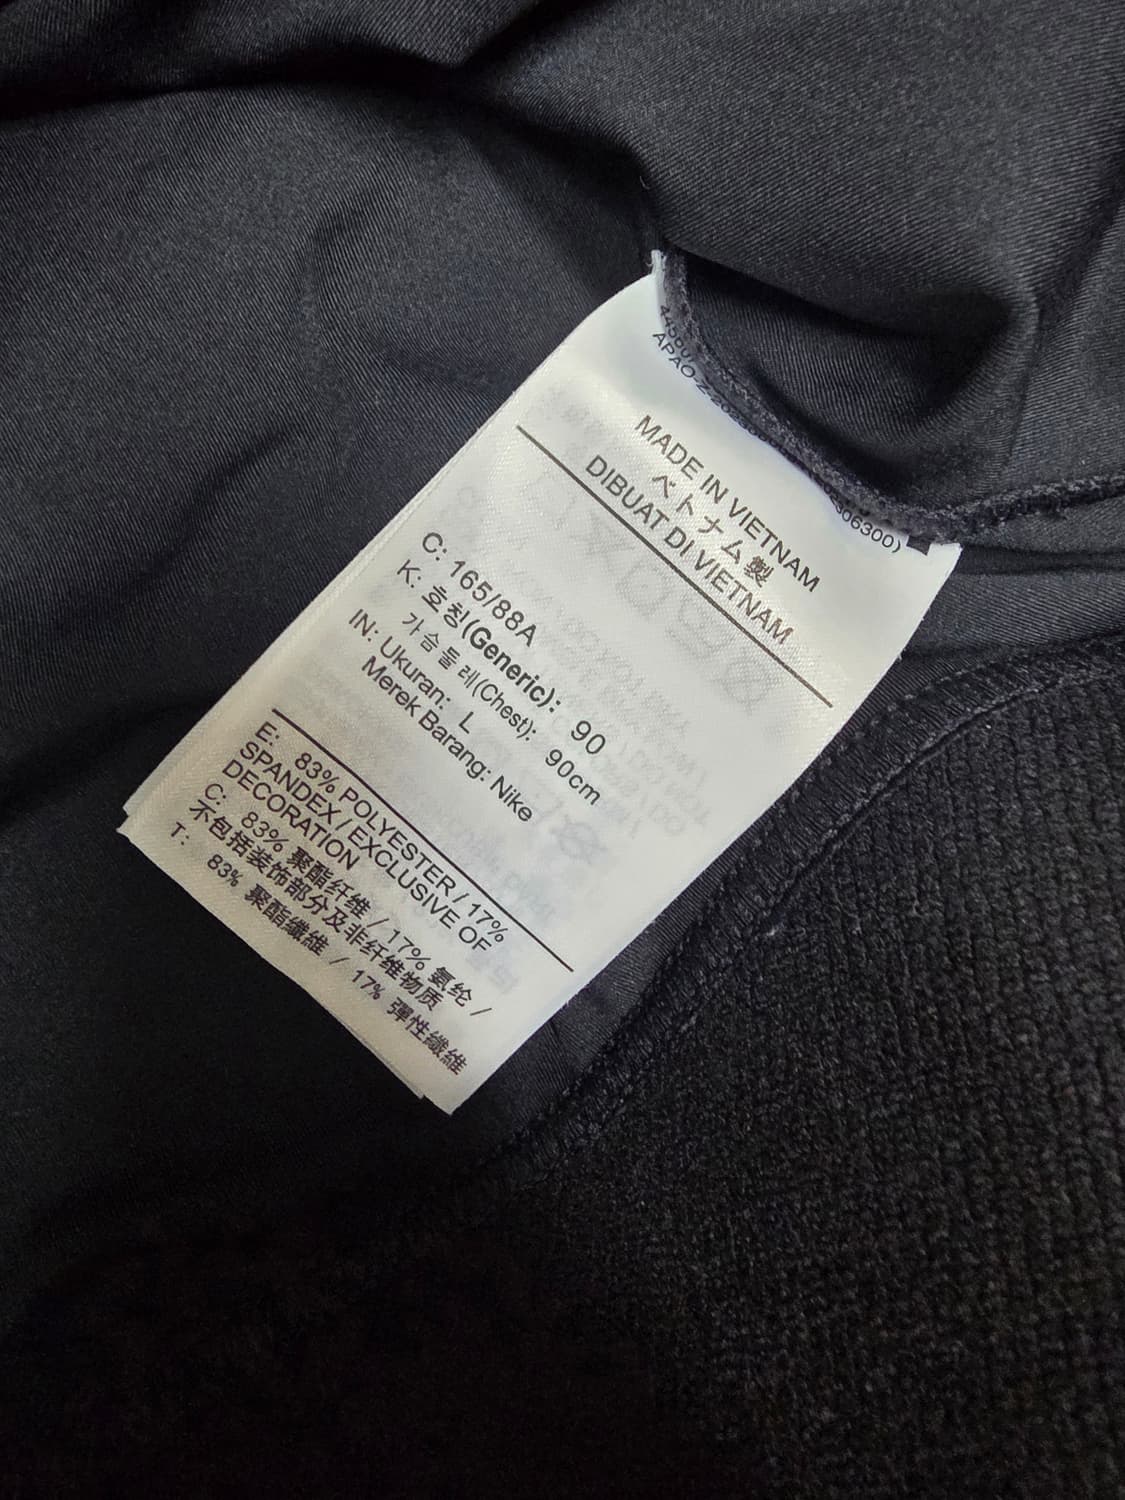 APAO-
306300)
MADE IN VIETNAM
ベトナム製
DIBUAT DI VIETNAM
C: 165/88A
K: 호칭(Generic): 90
가슴둘레(Chest): 90cm
IN: Ukuran: L
Merek Barang: Nike
E: 83% POLYESTER / 17%
SPANDEX / EXCLUSIVE OF
DECORATION
C: 83% 聚酯纤维 / 17% 氨纶 /
不包括装饰部分及非纤维物质
T: 83% 聚酯纖維 / 17% 彈性纖維